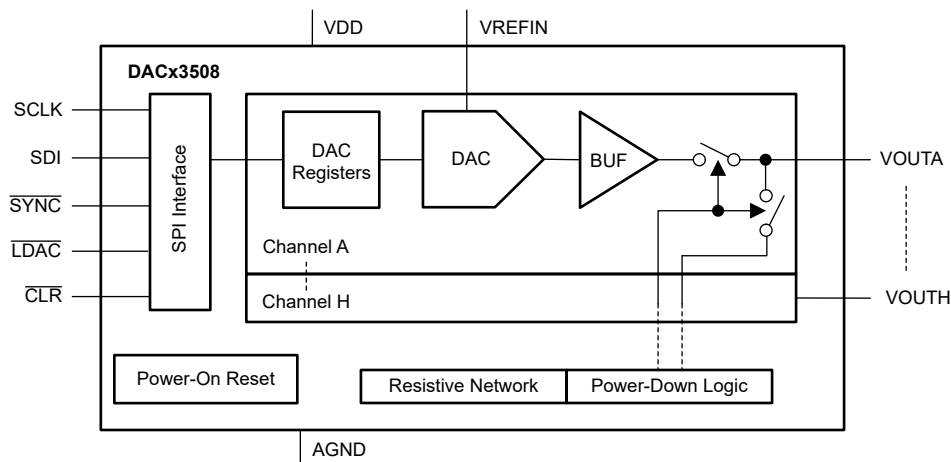 VDD
VREFIN
DACx3508
SCLK
SDI
SYNC
LDAC
CLR
SPI Interface
DAC
Registers
DAC
BUF
VOUTA
Channel A
Channel H
VOUTH
Power-On Reset
Resistive Network
Power-Down Logic
AGND